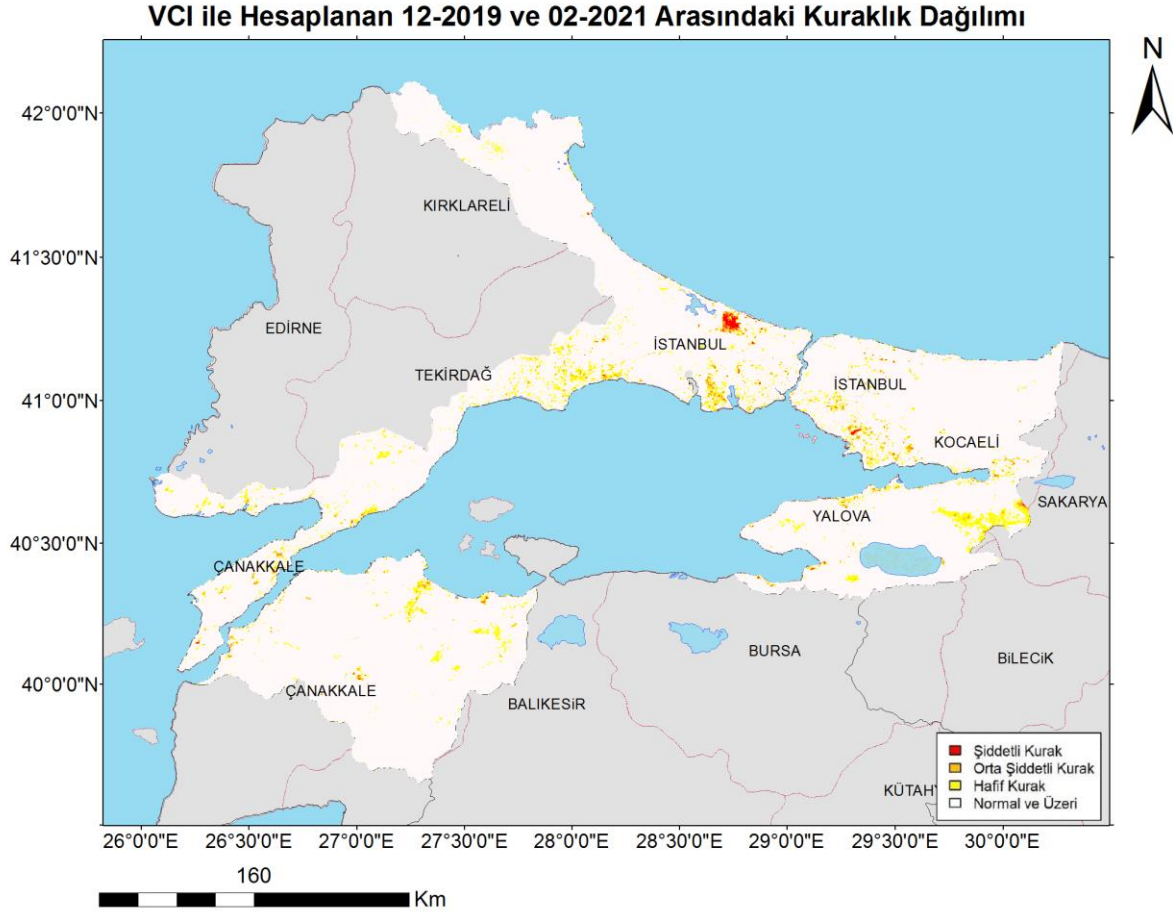 VCI ile Hesaplanan 12-2019 ve 02-2021 Arasındaki Kuraklık Dağılımı
N
42°0'0"N
KIRKLARELİ
41°30'0"N
EDİRNE
İSTANBUL
TEKİRDAĞ
İSTANBUL
41°0'0"N
KOCAELİ
SAKARYA
YALOVA
40°30'0"N
ÇANAKKALE
BURSA
BiLECiK
40°0'0"N
ÇANAKKALE
BALIKESiR
Şiddetli Kurak
Orta Şiddetli Kurak
Hafif Kurak
Normal ve Üzeri
KÜTAHY
26°0'0"E 26°30'0"E 27°0'0"E 27°30'0"E 28°0'0"E 28°30'0"E 29°0'0"E 29°30'0"E 30°0'0"E
160
Km